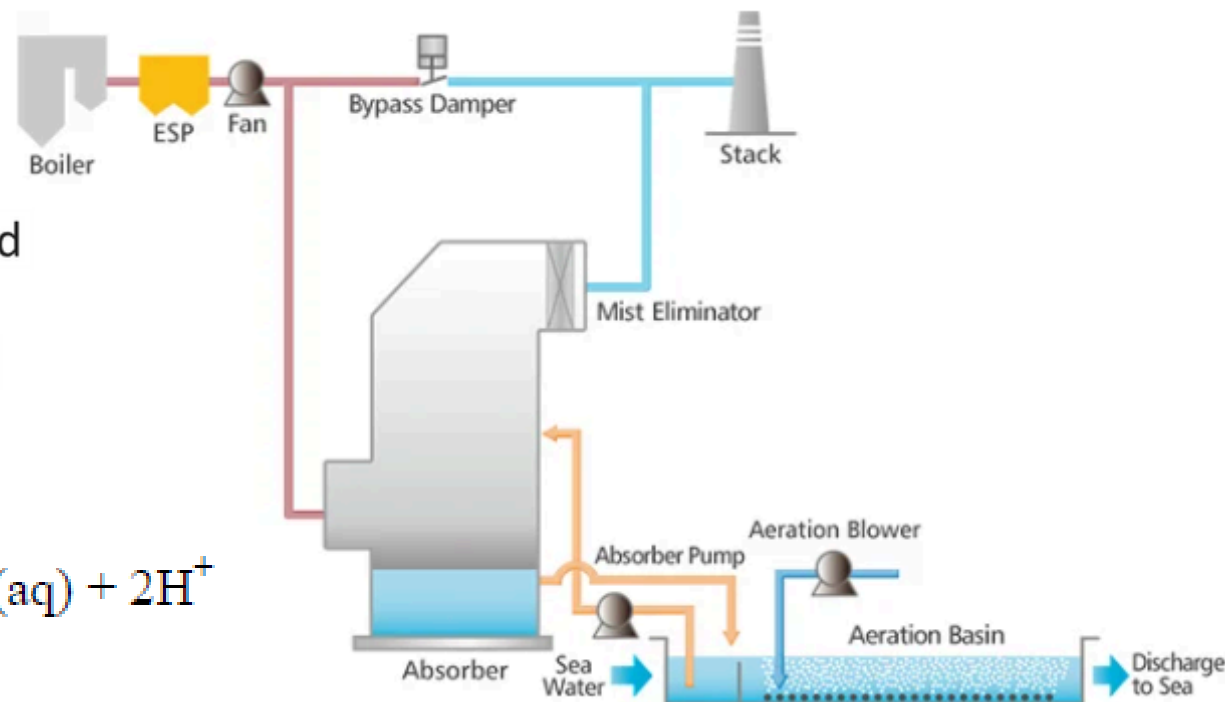 Bypass Damper
ESP
Fan
Boiler
Stack
d
Mist Eliminator
Aeration Blower
Absorber Pump
(aq) + 2H⁺
Aeration Basin
Absorber
Sea
Water
Discharge
to Sea